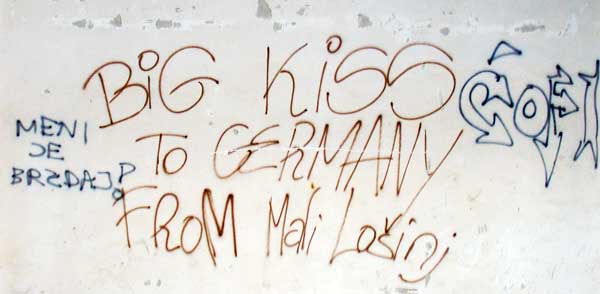 BiG KiSS
TO GERMANY
FROM Mali Lošinj
MENI
JE
BRZDAJ?